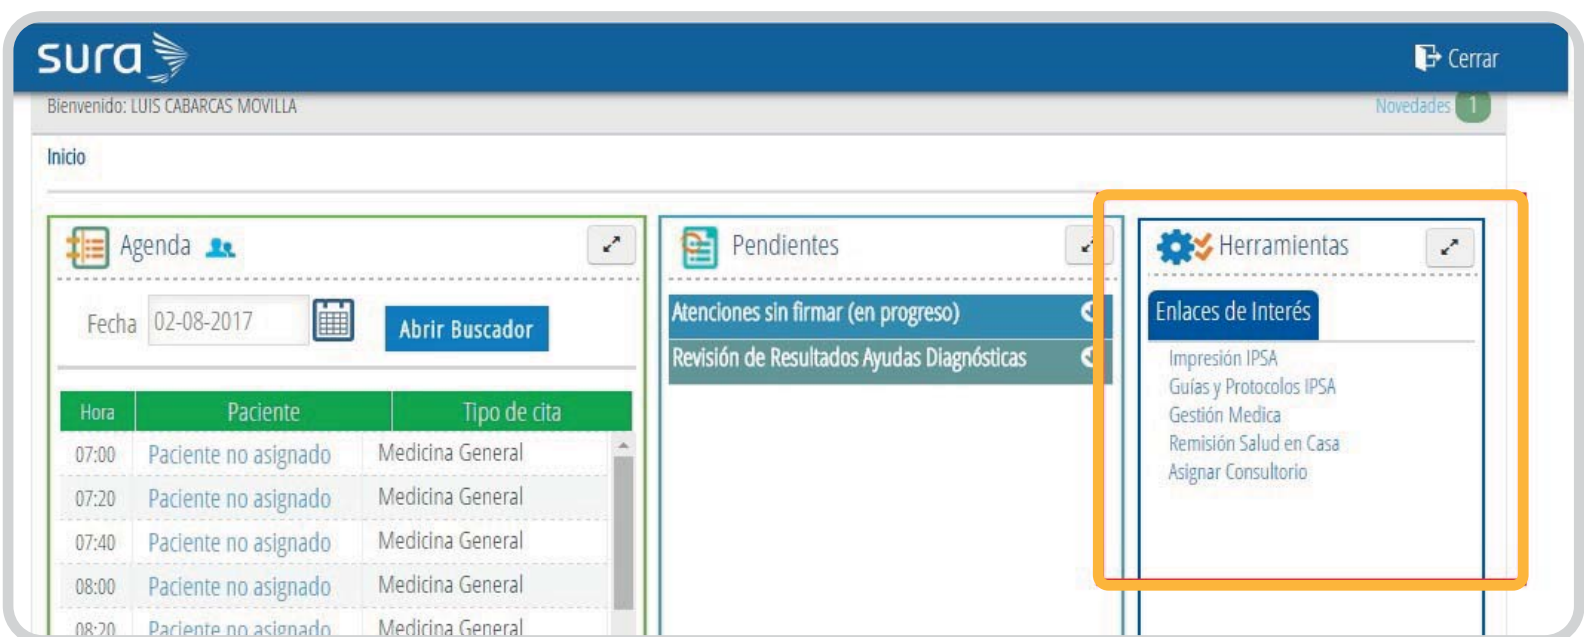 sura
Cerrar
Bienvenido: LUIS CABARCAS MOVILLA
Novedades 1
Inicio
Agenda
Fecha 02-08-2017
Abrir Buscador
Hora Paciente Tipo de cita
07:00 Paciente no asignado Medicina General
07:20 Paciente no asignado Medicina General
07:40 Paciente no asignado Medicina General
08:00 Paciente no asignado Medicina General
08:20 Paciente no asignado Medicina General
Pendientes
Atenciones sin firmar (en progreso)
Revisión de Resultados Ayudas Diagnósticas
Herramientas
Enlaces de Interés
Impresión IPSA
Guías y Protocolos IPSA
Gestión Medica
Remisión Salud en Casa
Asignar Consultorio